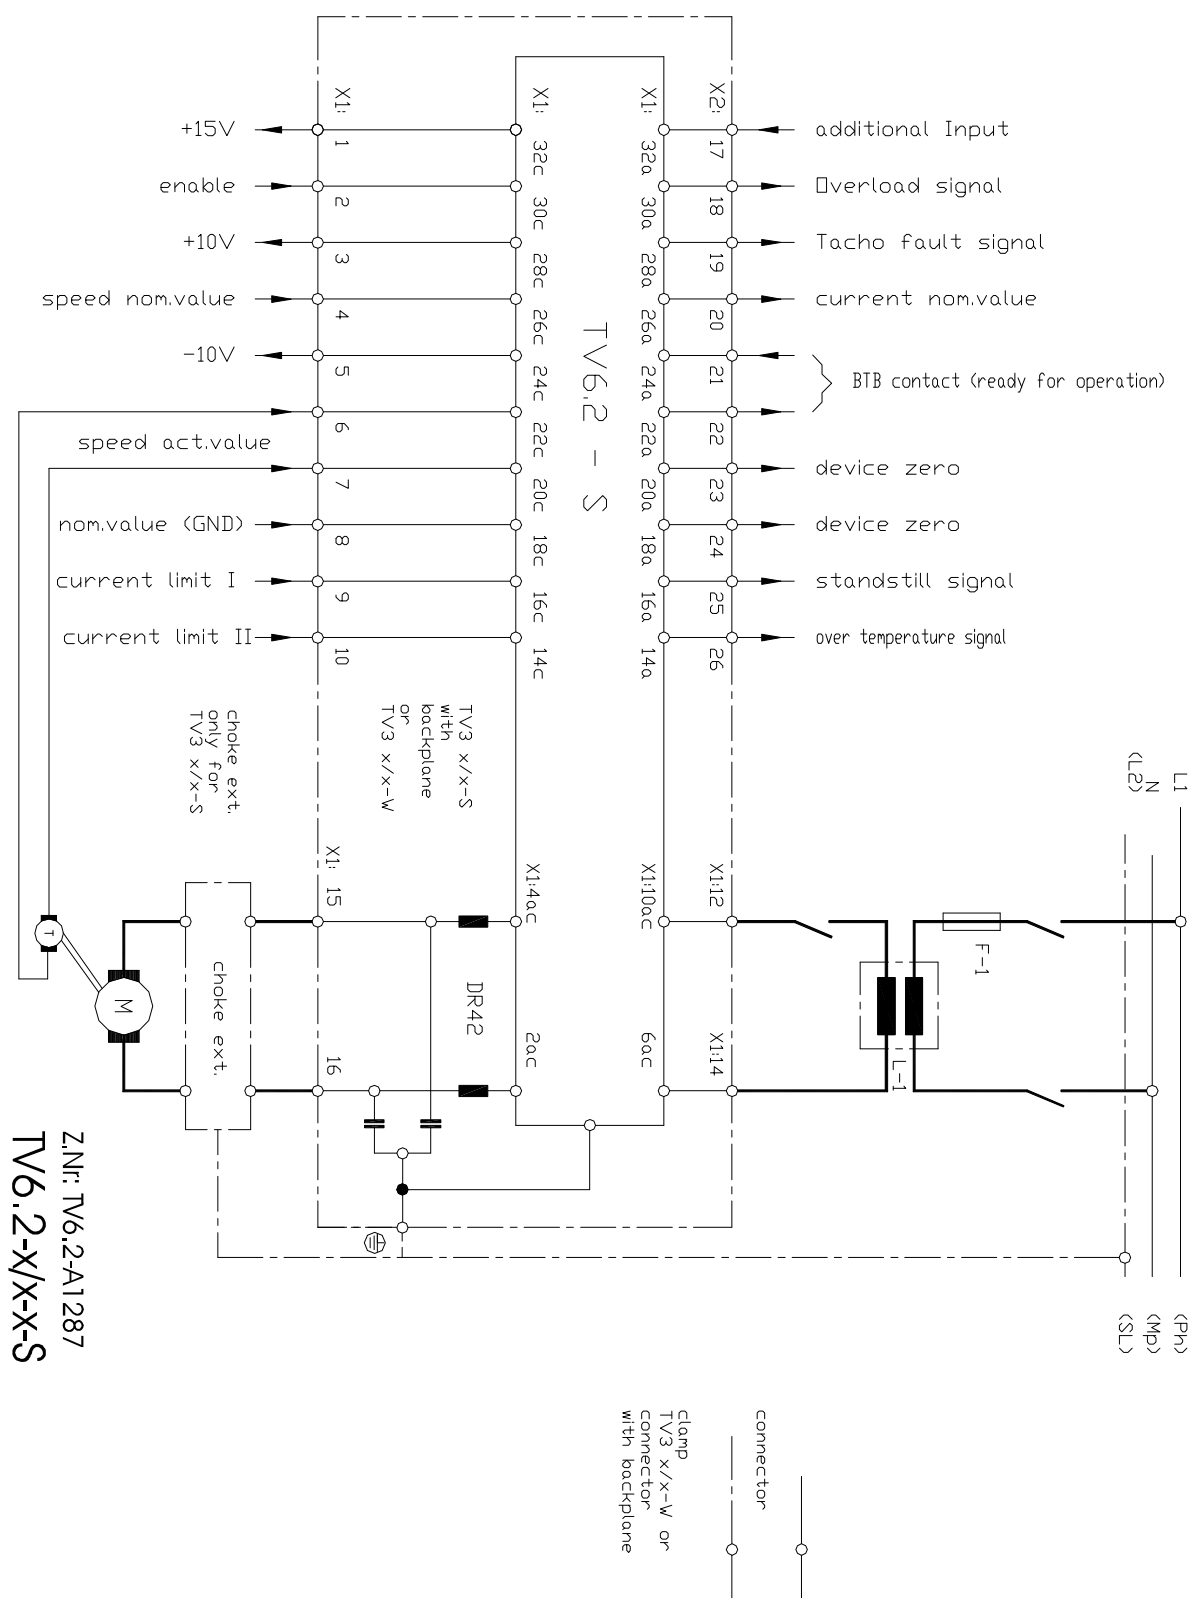 X1:
X1:
X1:
X2:
+15V
1
32c
32a
17
additional Input
enable
2
30c
30a
18
Overload signal
+10V
3
28c
28a
19
Tacho fault signal
speed nom.value
4
26c
26a
20
current nom.value
-10V
5
24c
24a
21
BTB contact (ready for operation)
6
22c
22a
22
speed act.value
7
20c
20a
23
device zero
nom.value (GND)
8
18c
18a
24
device zero
current limit I
9
16c
16a
25
standstill signal
current limit II
10
14c
14a
26
over temperature signal
TV6.2 - S
TV3 x/x-S
with
backplane
or
TV3 x/x-W
choke ext.
only for
TV3 x/x-S
L1
N
(L2)
X1: 15
X1:4ac
X1:10ac
X1:12
F-1
T
M
choke ext.
DR42
16
2ac
6ac
X1:14
L-1
(Ph)
(Mp)
(SL)
Z.Nr: TV6.2-A1287
TV6.2-x/x-x-S
connector
clamp
TV3 x/x-W or
connector
with backplane